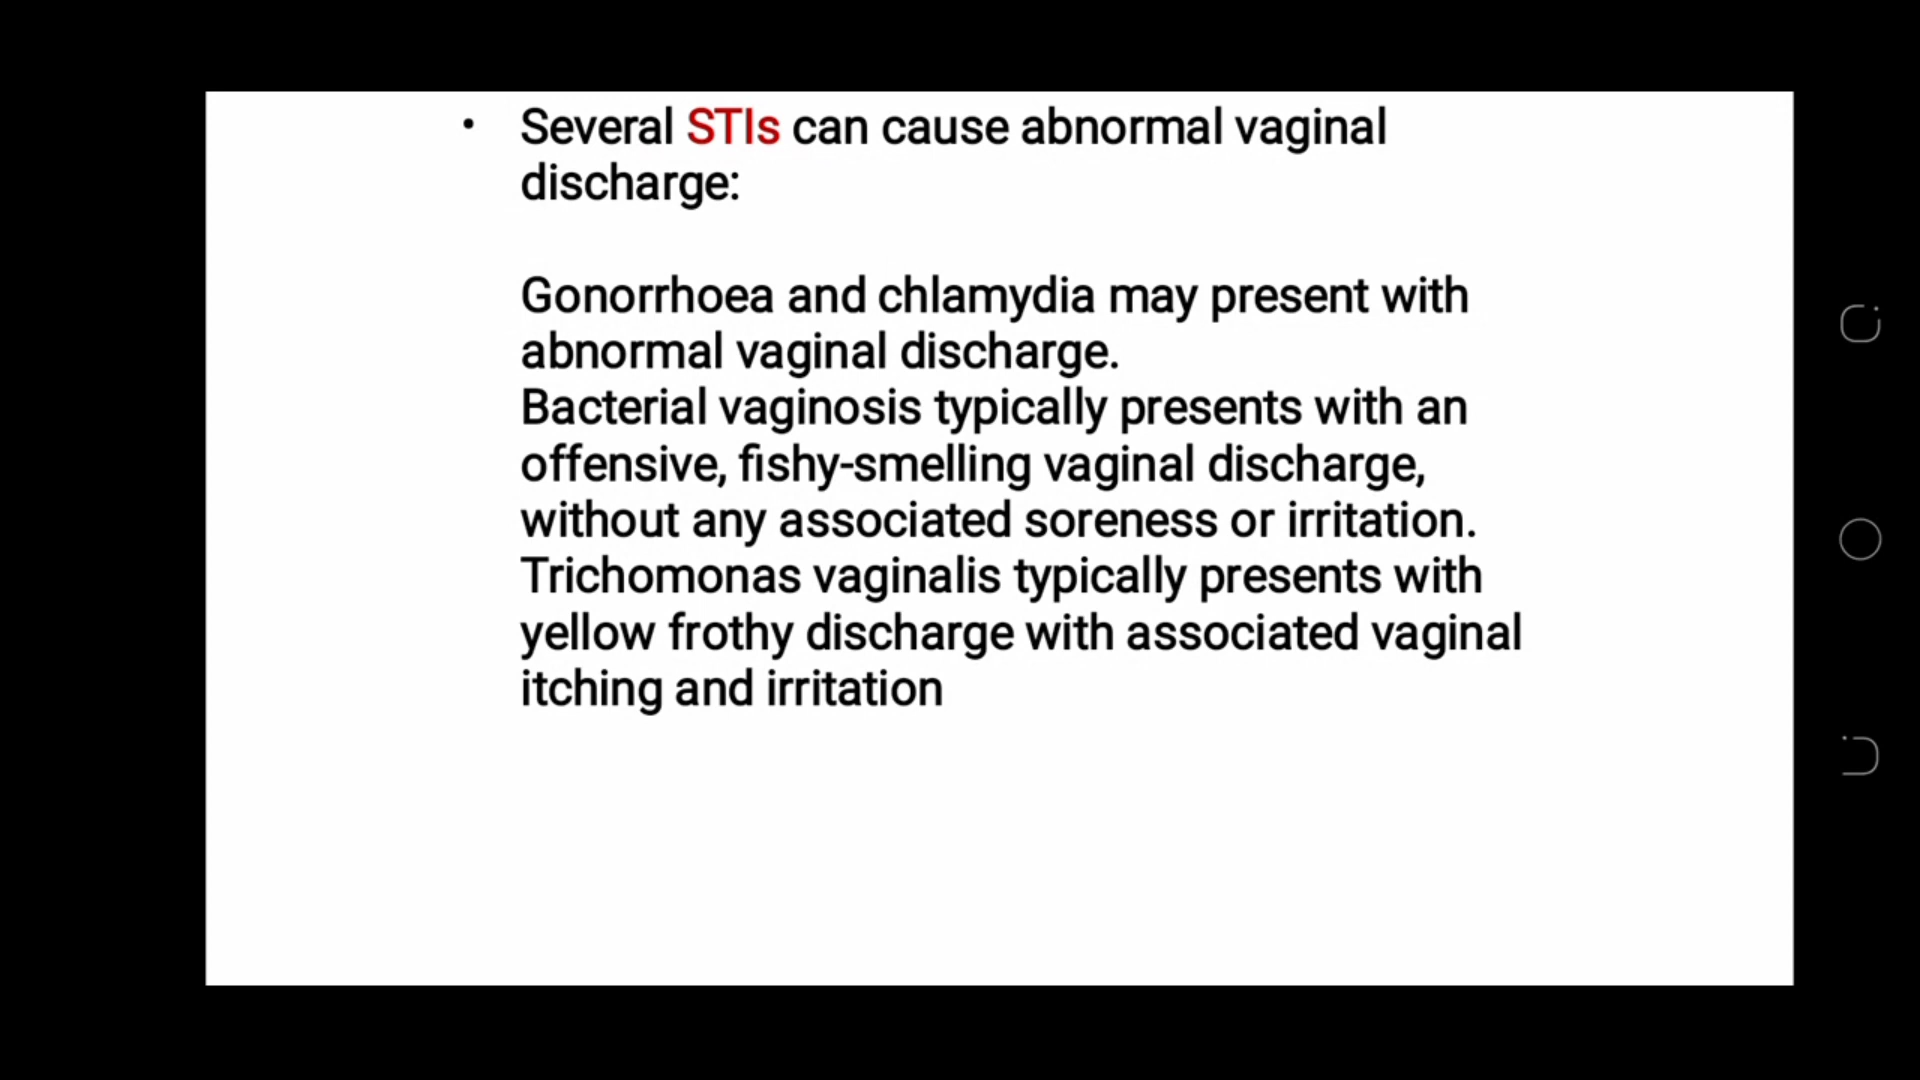 • Several STIs can cause abnormal vaginal
discharge:
Gonorrhoea and chlamydia may present with
abnormal vaginal discharge.
Bacterial vaginosis typically presents with an
offensive, fishy-smelling vaginal discharge,
without any associated soreness or irritation.
Trichomonas vaginalis typically presents with
yellow frothy discharge with associated vaginal
itching and irritation